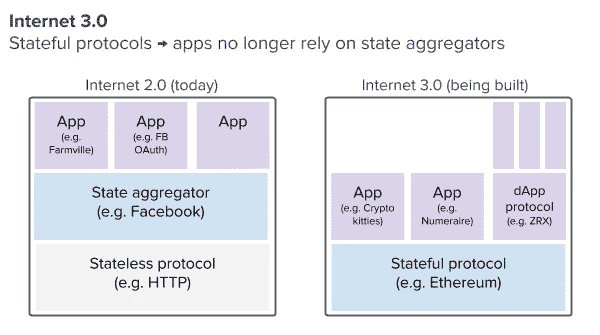 Internet 3.0
Stateful protocols → apps no longer rely on state aggregators
Internet 2.0 (today)
App
(e.g.
Farmville)
App
(e.g. FB
OAuth)
App
State aggregator
(e.g. Facebook)
Stateless protocol
(e.g. HTTP)
Internet 3.0 (being built)
App
(e.g. Crypto
kitties)
App
(e.g.
Numeraire)
dApp
protocol
(e.g. ZRX)
Stateful protocol
(e.g. Ethereum)